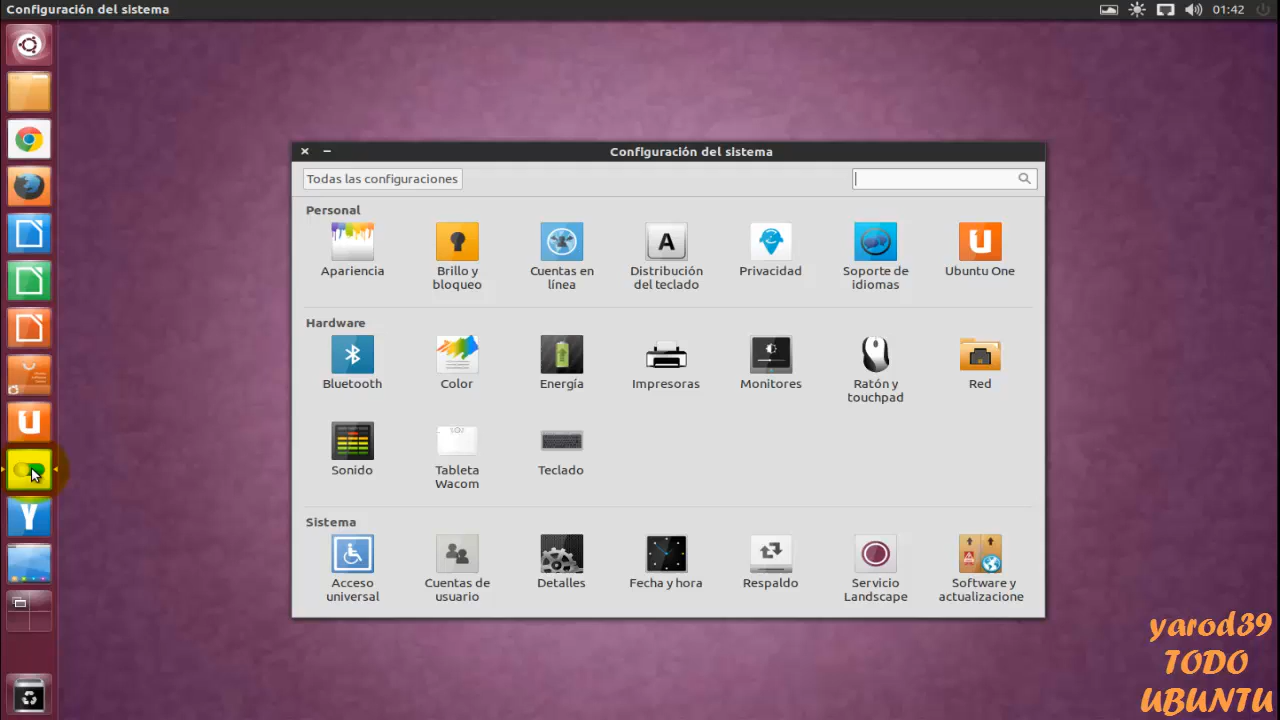 Configuración del sistema
01:42
Configuración del sistema
Todas las configuraciones
Personal
Apariencia
Brillo y
bloqueo
Cuentas en
línea
Distribución
del teclado
Privacidad
Soporte de
idiomas
Ubuntu One
Hardware
Bluetooth
Color
Energía
Impresoras
Monitores
Ratón y
touchpad
Red
Sonido
Tableta
Wacom
Teclado
Sistema
Acceso
universal
Cuentas de
usuario
Detalles
Fecha y hora
Respaldo
Servicio
Landscape
Software y
actualizacione
yarod39
TODO
UBUNTU